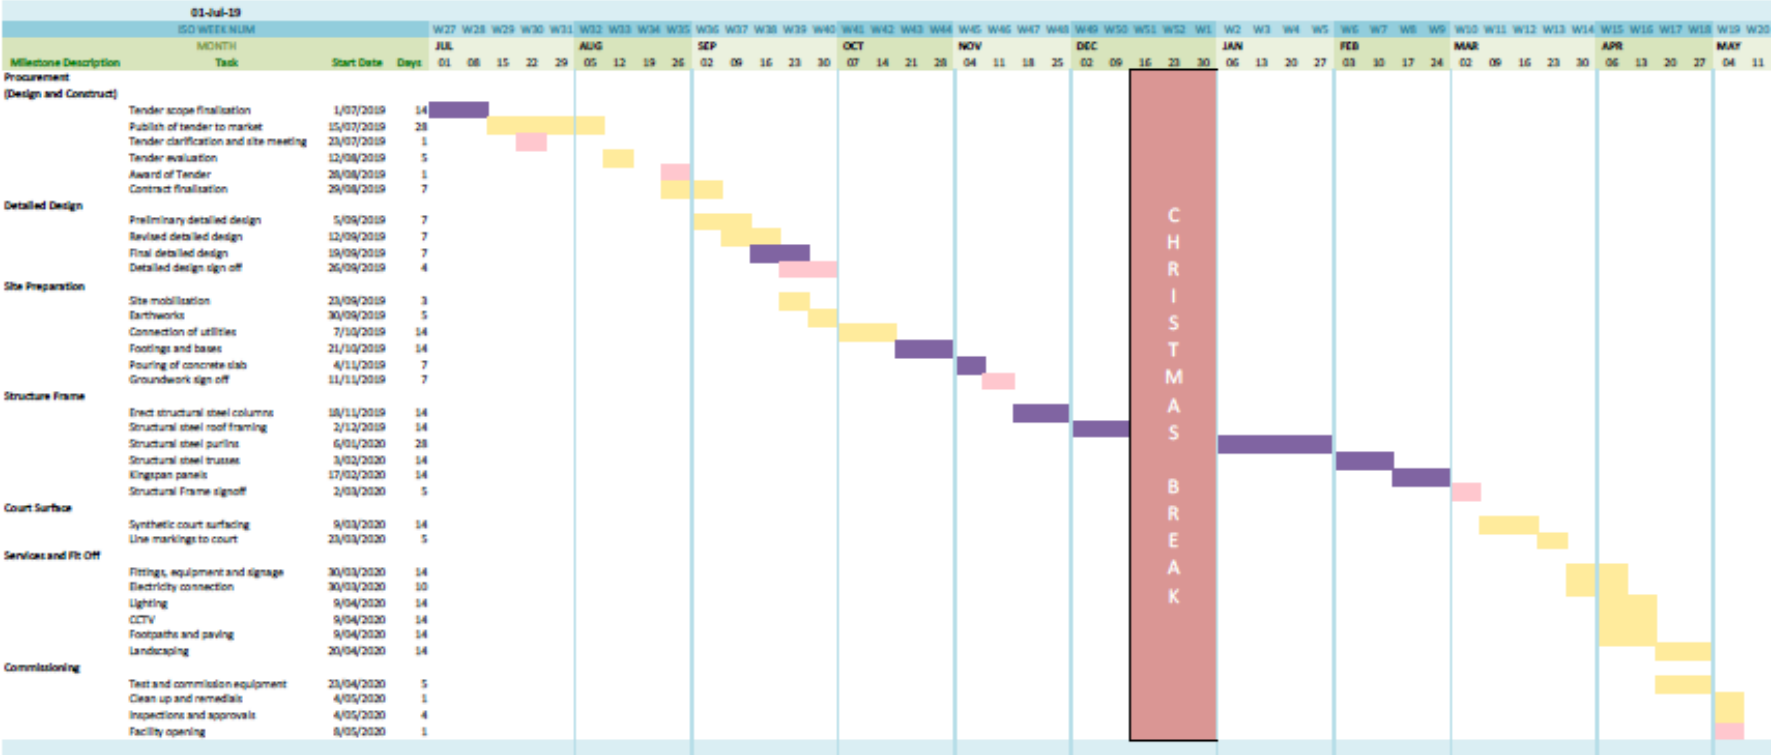 01-Jul-19
ISO WEEK NUM W27 W28 W29 W30 W31 W32 W33 W34 W35 W36 W37 W38 W39 W40 W41 W42 W43 W44 W45 W46 W47 W48 W49 W50 W51 W52 W1 W2 W3 W4 W5 W6 W7 W8 W9 W10 W11 W12 W13 W14 W15 W16 W17 W18 W19 W20
MONTH JUL AUG SEP OCT NOV DEC JAN FEB MAR APR MAY
Milestone Description Task Start Date Days 01 08 15 22 29 05 12 19 26 02 09 16 23 30 07 14 21 28 04 11 18 25 02 09 16 23 30 06 13 20 27 03 10 17 24 02 09 16 23 30 06 13 20 27 04 11
Procurement
(Design and Construct)
Tender scope finalisation 1/07/2019 14
Publish of tender to market 15/07/2019 28
Tender clarification and site meeting 23/07/2019 1
Tender evaluation 12/08/2019 5
Award of Tender 28/08/2019 1
Contract finalisation 29/08/2019 7
Detailed Design
Preliminary detailed design 5/09/2019 7
Revised detailed design 12/09/2019 7
Final detailed design 19/09/2019 7
Detailed design sign off 26/09/2019 4
Site Preparation
Site mobilisation 23/09/2019 3
Earthworks 30/09/2019 5
Connection of utilities 7/10/2019 14
Footings and bases 21/10/2019 14
Pouring of concrete slab 4/11/2019 7
Groundwork sign off 11/11/2019 7
Structure Frame
Erect structural steel columns 18/11/2019 14
Structural steel roof framing 2/12/2019 14
Structural steel purlins 6/01/2020 28
Structural steel trusses 3/02/2020 14
Kingspan panels 17/02/2020 14
Structural Frame signoff 2/03/2020 5
Court Surface
Synthetic court surfacing 9/03/2020 14
Line markings to court 23/03/2020 5
Services and Fit Off
Fittings, equipment and signage 30/03/2020 14
Electricity connection 30/03/2020 10
Lighting 9/04/2020 14
CCTV 9/04/2020 14
Footpaths and paving 9/04/2020 14
Landscaping 20/04/2020 14
Commissioning
Test and commission equipment 23/04/2020 5
Clean up and remedials 4/05/2020 1
Inspections and approvals 4/05/2020 4
Facility opening 8/05/2020 1
CHRISTMAS BREAK